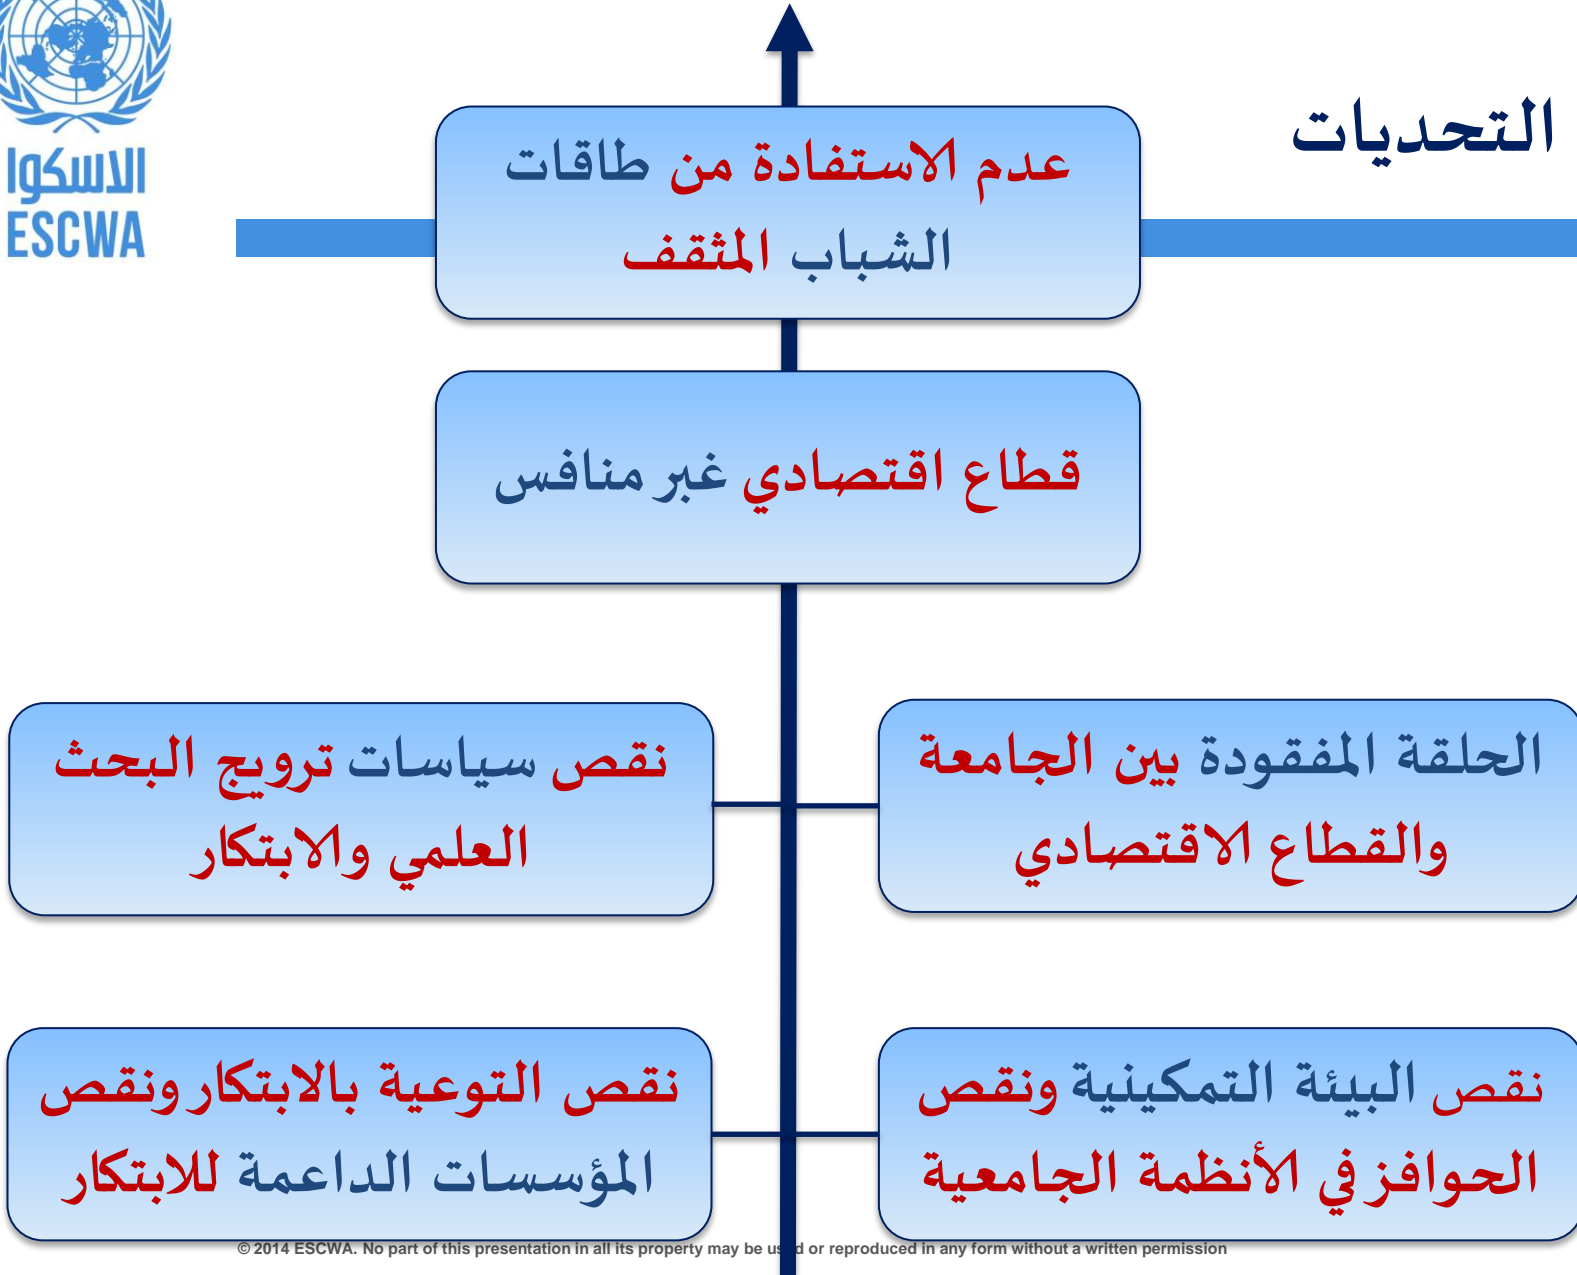 الاسكوا
ESCWA
التحديات
عدم الاستفادة من طاقات
الشباب المثقف
قطاع اقتصادي غبر منافس
الحلقة المفقودة بين الجامعة
والقطاع الاقتصادي
نقص سياسات ترويج البحث
العلمي والابتكار
نقص البيئة التمكينية ونقص
الحوافز في الأنظمة الجامعية
نقص التوعية بالابتكار ونقص
المؤسسات الداعمة للابتكار
© 2014 ESCWA. No part of this presentation in all its property may be used or reproduced in any form without a written permission